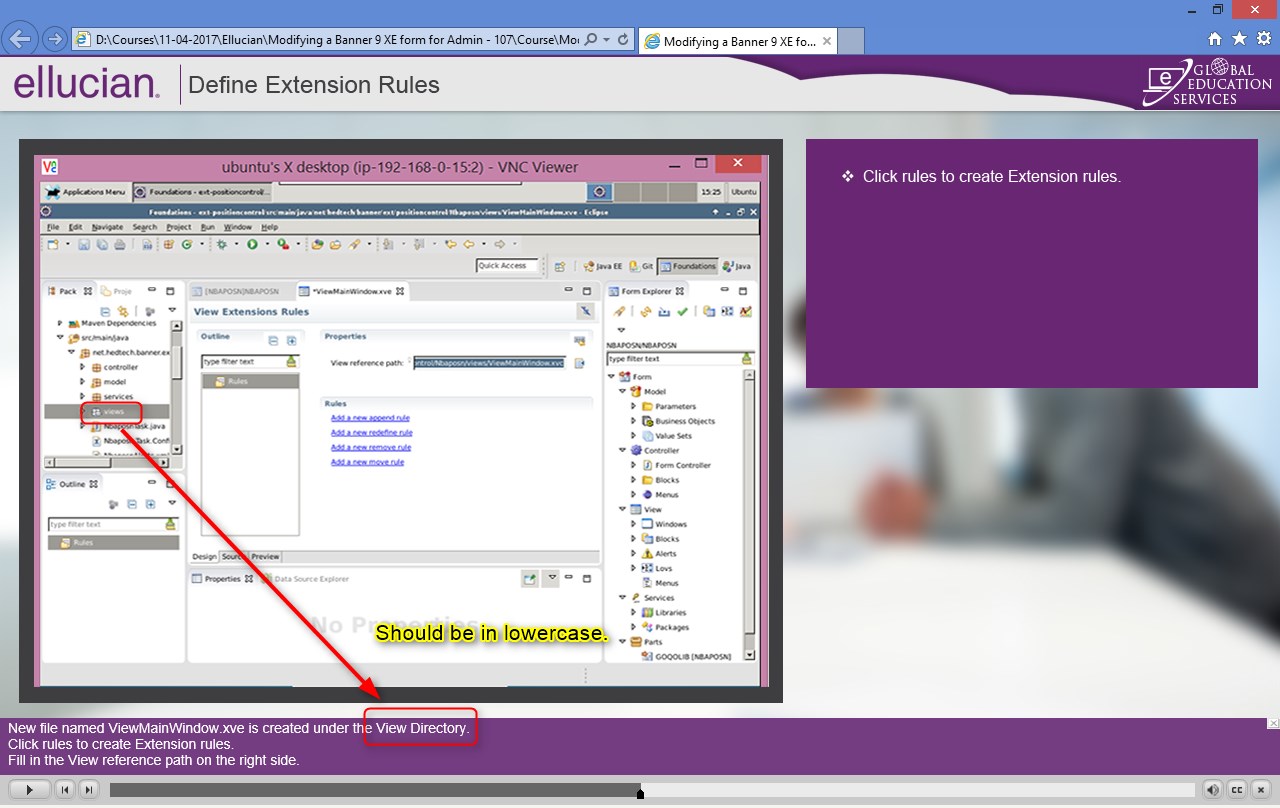 D:\Courses\11-04-2017\Ellucian\Modifying a Banner 9 XE form for Admin - 107\Course\Mo
Modifying a Banner 9 XE fo...
ellucian.
Define Extension Rules
GLOBAL
EDUCATION
SERVICES
ubuntu's X desktop (ip-192-168-0-15:2) - VNC Viewer
Applications Menu
Foundations - ext-positioncontrol/...
15:25
Ubuntu
Foundations - ext-positioncontrol/src/main/java/net/hedtech/banner/ext/positioncontrol/Nbaposn/views/ViewMainWindow.xve - Eclipse
File Edit Navigate Search Project Run Window Help
Quick Access
Java EE
Git
Foundations
Java
Pack
Proje
Maven Dependencies
src/main/java
net.hedtech.banner.ex
controller
model
services
views
NbaposnTask.java
NbaposnTask.Conf
Outline
type filter text
Rules
[NBAPOSN]NBAPOSN
*ViewMainWindow.xve
View Extensions Rules
Outline
type filter text
Rules
Properties
View reference path:
ontrol/Nbaposn/views/ViewMainWindow.xvc
Rules
Add a new append rule
Add a new redefine rule
Add a new remove rule
Add a new move rule
Design
Source
Preview
Properties
Data Source Explorer
No Properties
Form Explorer
NBAPOSN/NBAPOSN
type filter text
Form
Model
Parameters
Business Objects
Value Sets
Controller
Form Controller
Blocks
Menus
View
Windows
Blocks
Alerts
Lovs
Menus
Services
Libraries
Packages
Parts
GOQOLIB [NBAPOSN]
Should be in lowercase.
❖ Click rules to create Extension rules.
New file named ViewMainWindow.xve is created under the View Directory.
Click rules to create Extension rules.
Fill in the View reference path on the right side.
CC